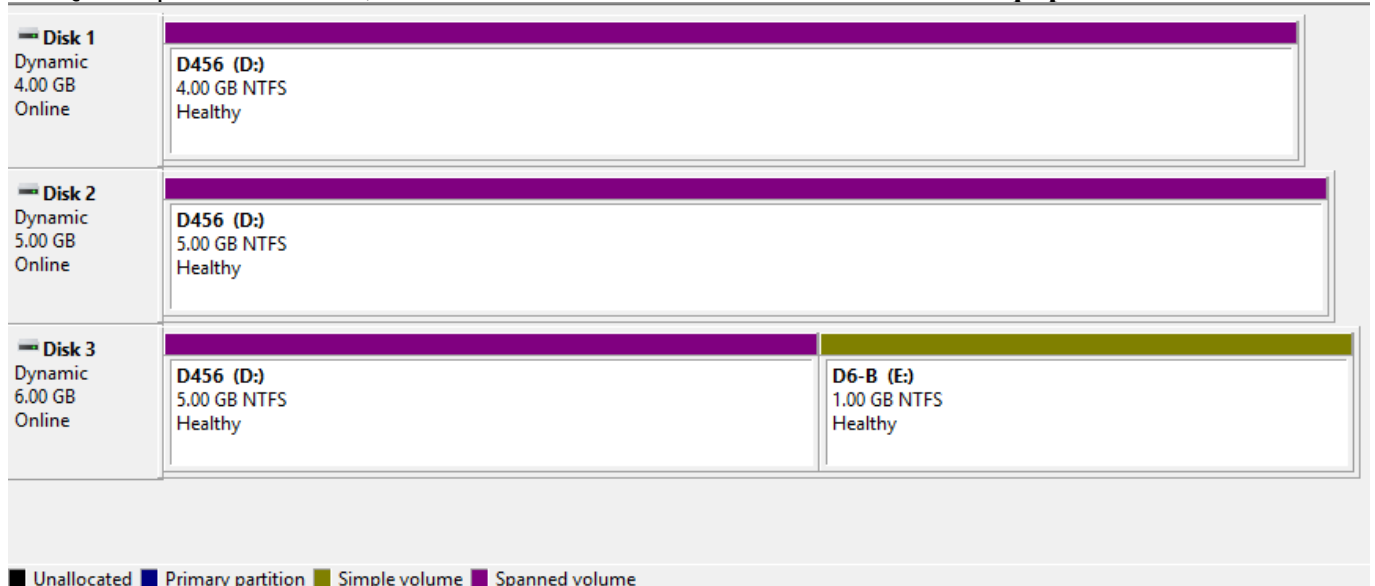 Disk 1
Dynamic
4.00 GB
Online
D456 (D:)
4.00 GB NTFS
Healthy
Disk 2
Dynamic
5.00 GB
Online
D456 (D:)
5.00 GB NTFS
Healthy
Disk 3
Dynamic
6.00 GB
Online
D456 (D:)
5.00 GB NTFS
Healthy
D6-B (E:)
1.00 GB NTFS
Healthy
Unallocated Primary partition Simple volume Spanned volume